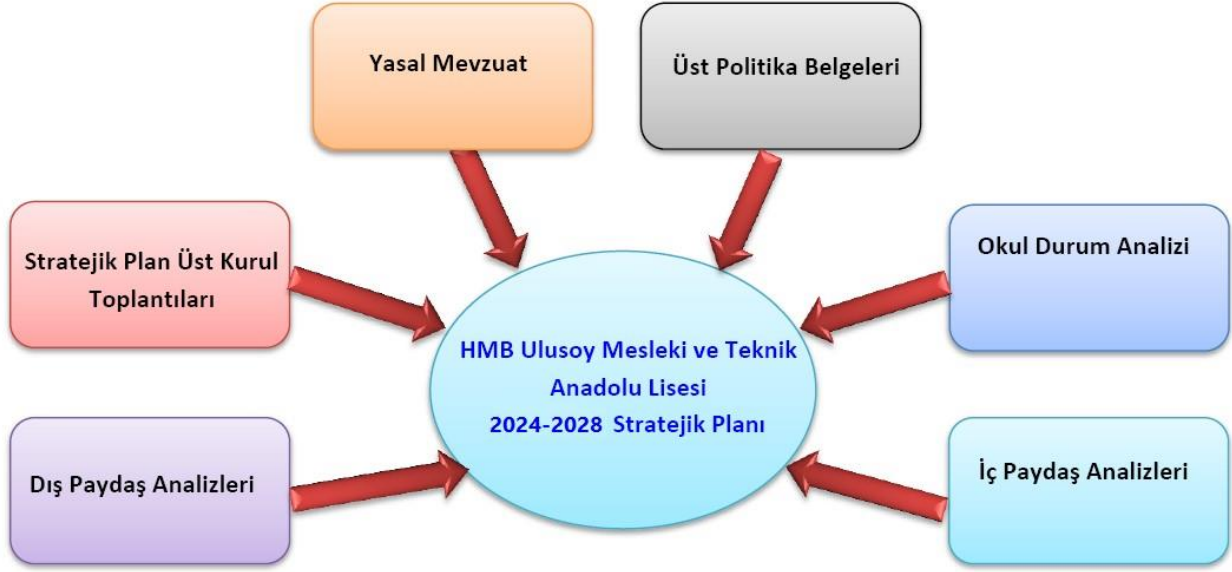 Yasal Mevzuat
Üst Politika Belgeleri
Stratejik Plan Üst Kurul
Toplantıları
Okul Durum Analizi
HMB Ulusoy Mesleki ve Teknik
Anadolu Lisesi
2024-2028 Stratejik Planı
Dış Paydaş Analizleri
İç Paydaş Analizleri